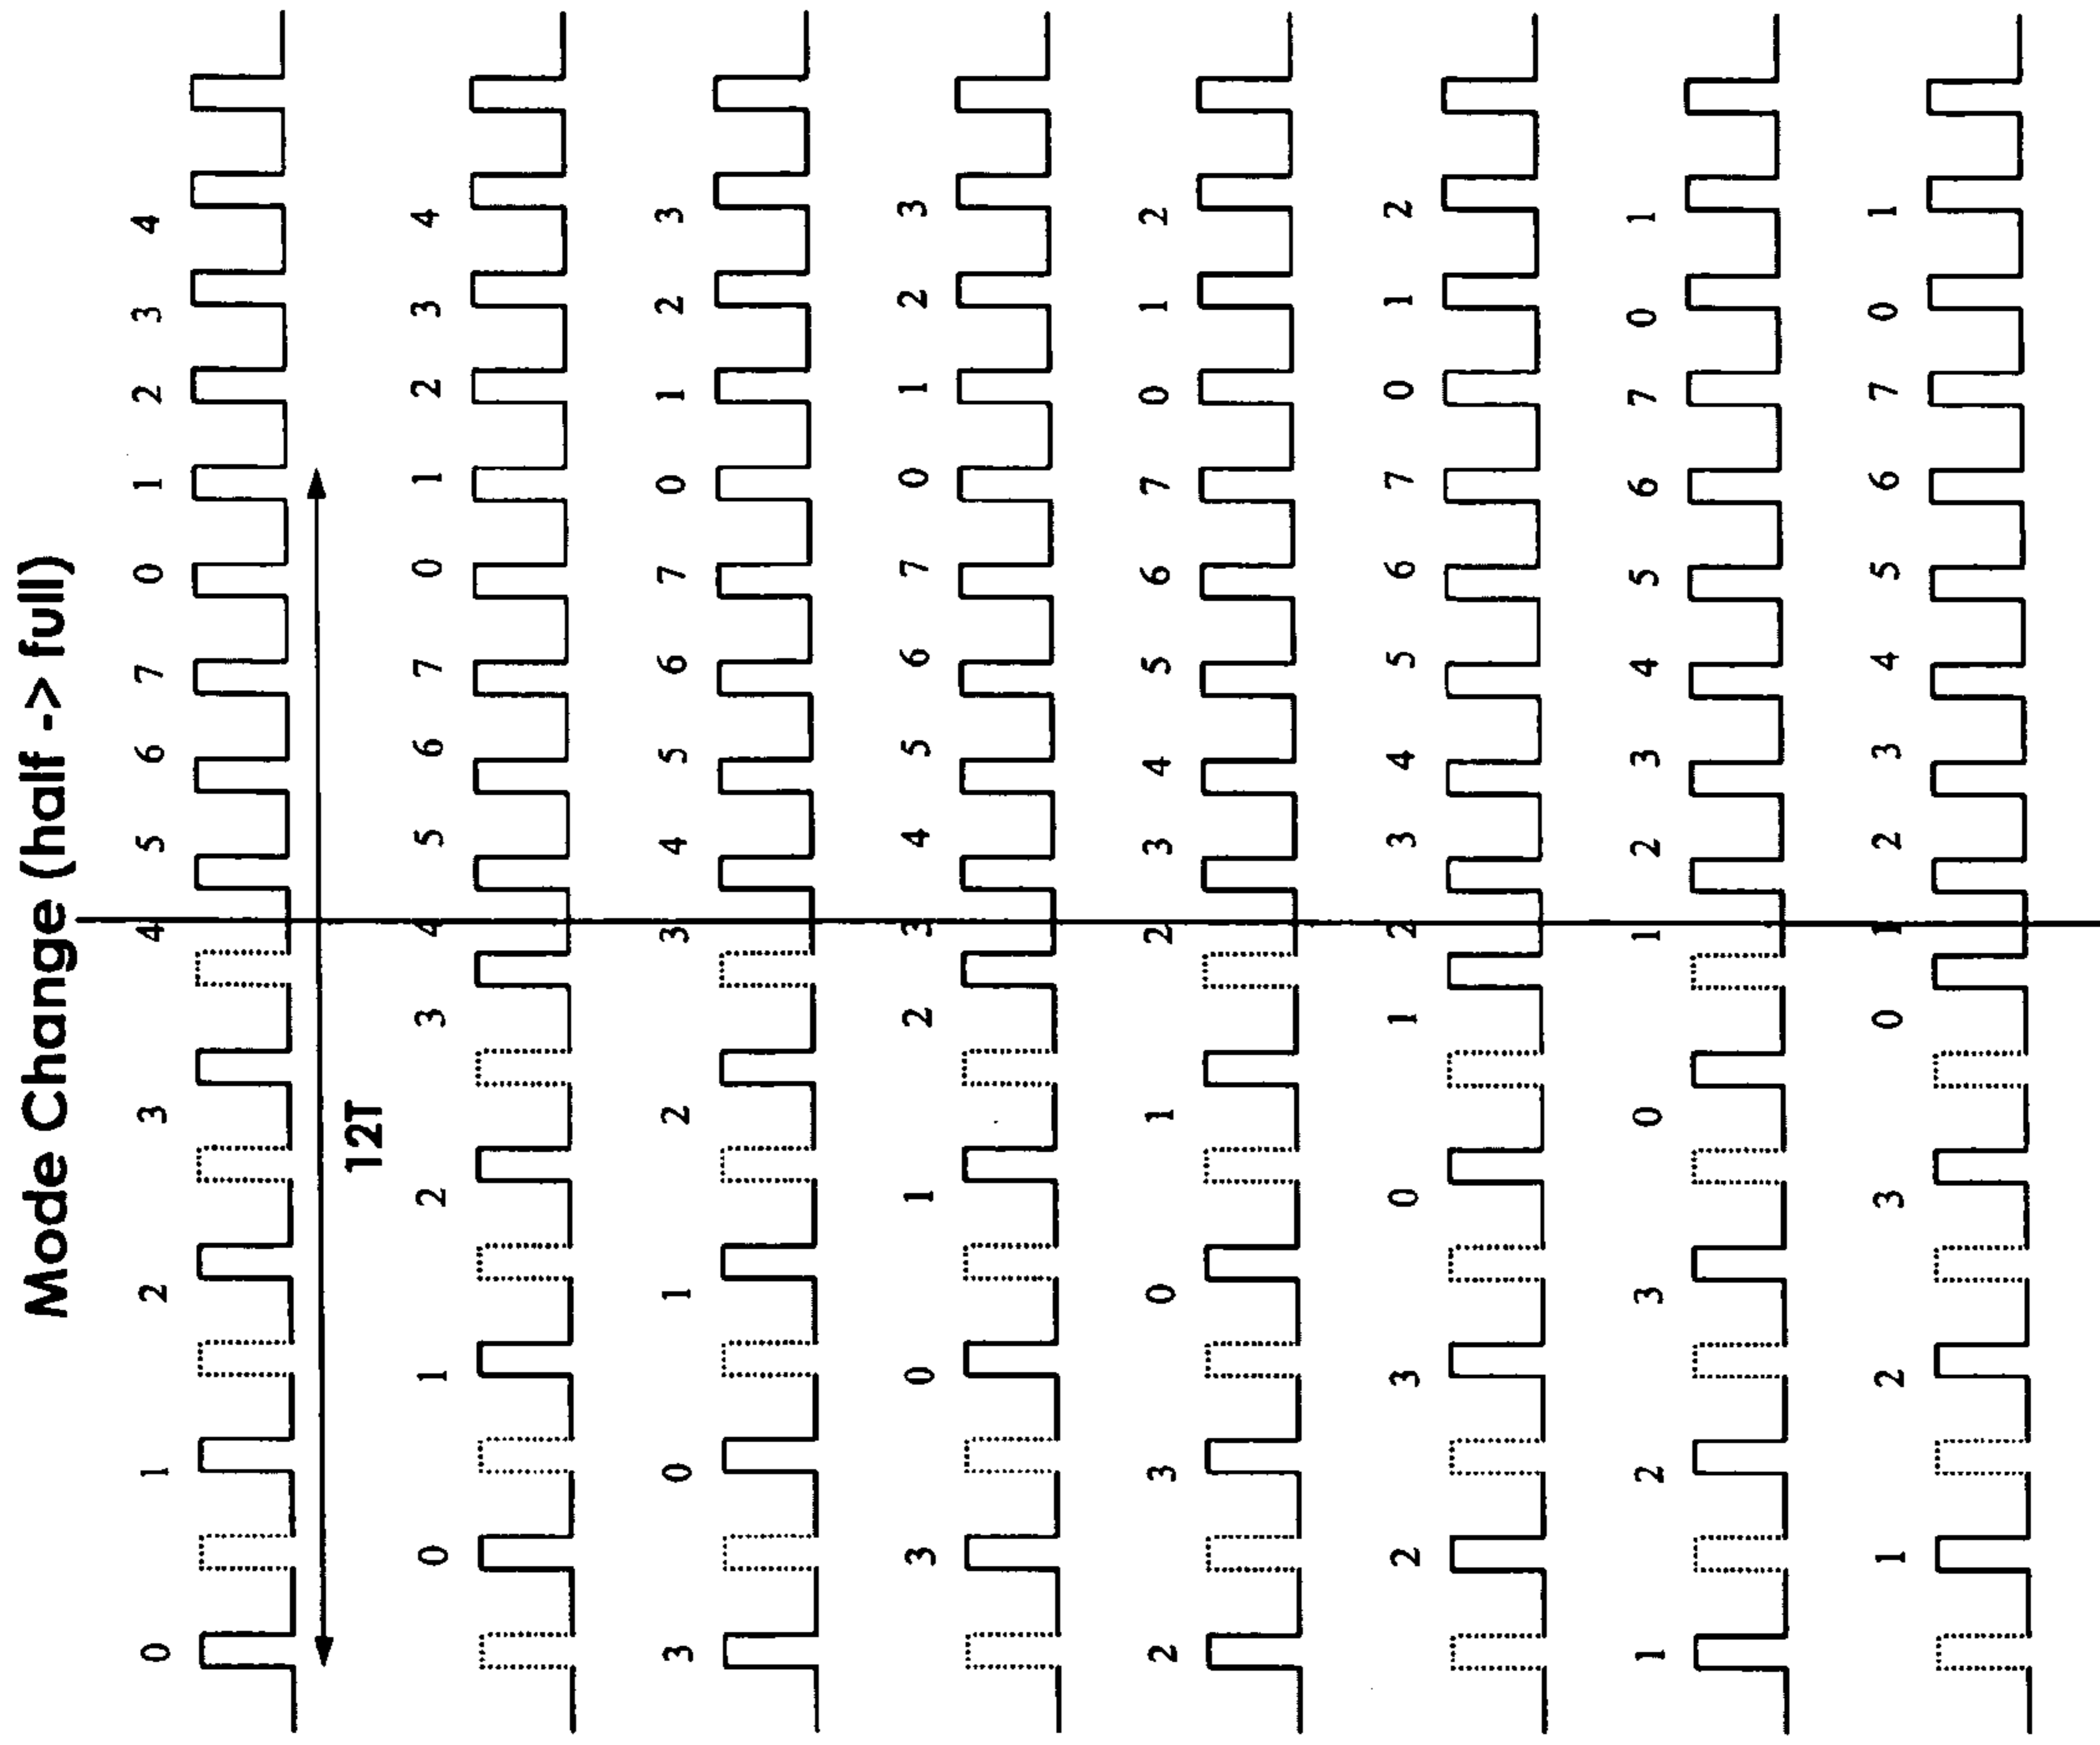 Mode Change (half -> full)
0 1 2 3 4 5 6 7 0 1 2 3 4
12T
0 1 2 3 4 5 6 7 0 1 2 3 4
3 0 1 2 3 4 5 6 7 0 1 2 3
3 0 1 2 3 4 5 6 7 0 1 2 3
2 3 0 1 2 3 4 5 6 7 0 1 2
2 3 0 1 2 3 4 5 6 7 0 1 2
1 2 3 0 1 2 3 4 5 6 7 0 1
1 2 3 0 1 2 3 4 5 6 7 0 1